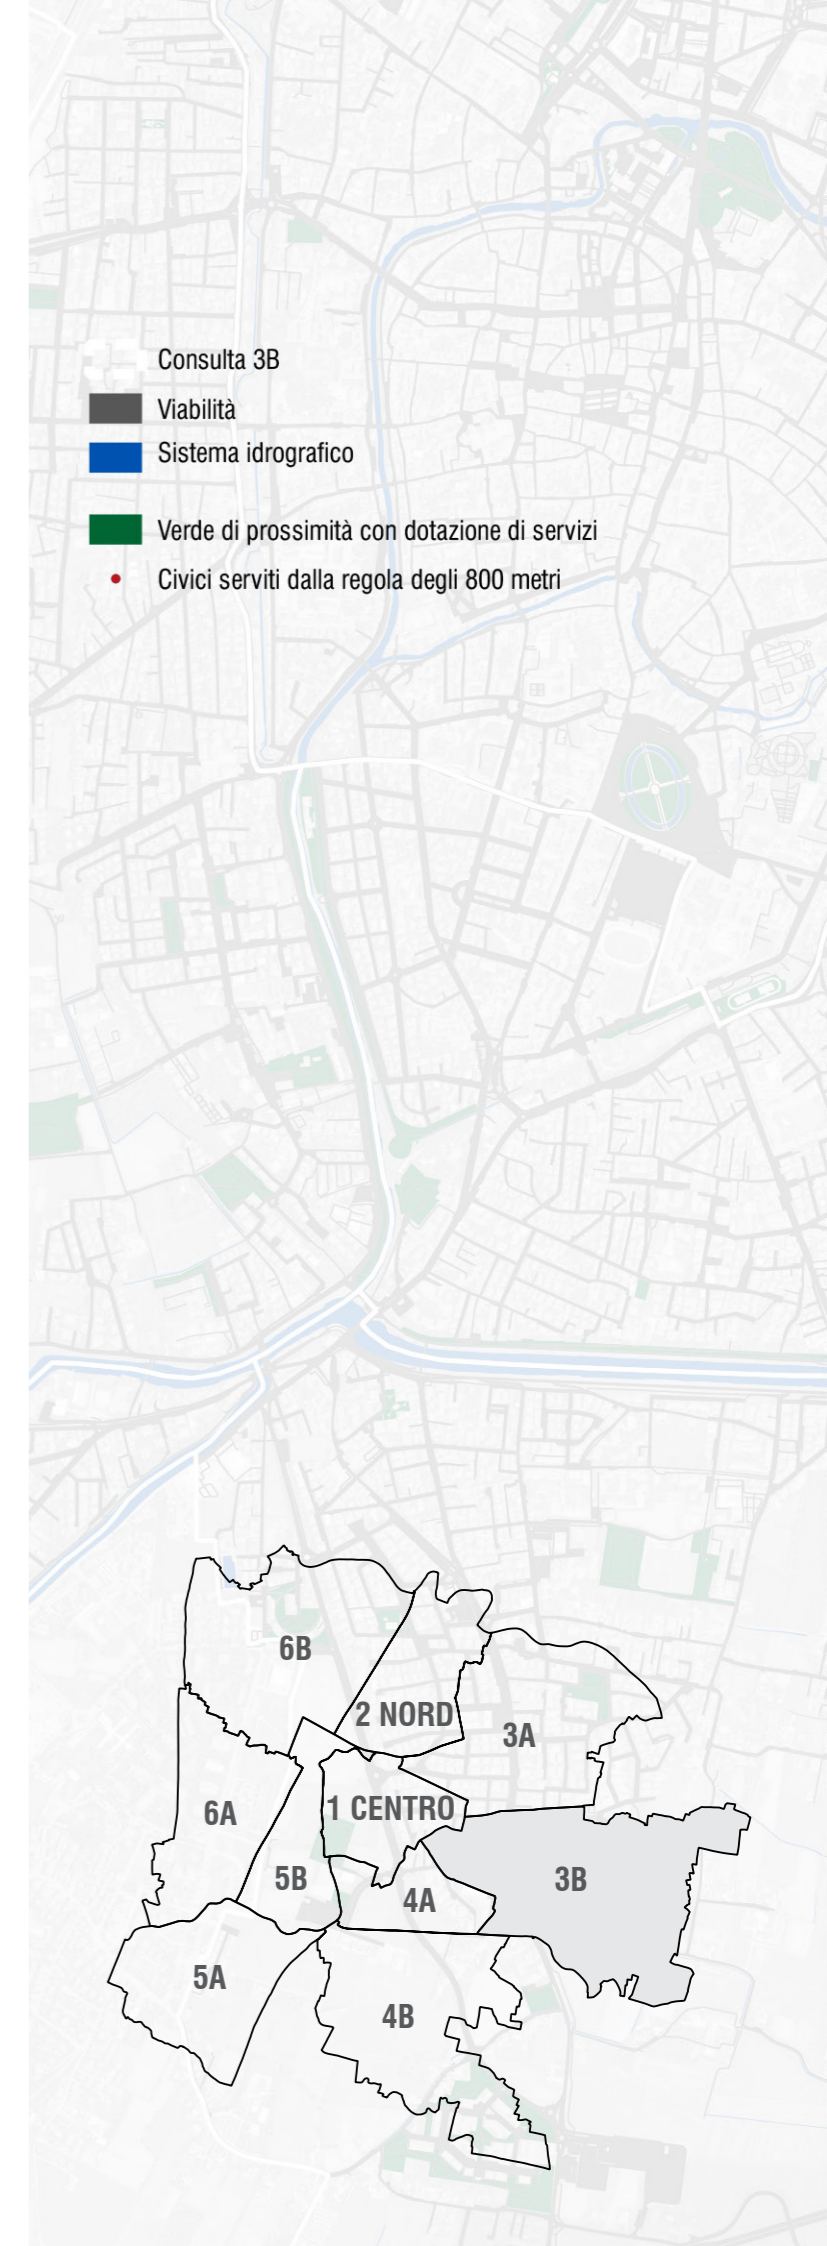 Consulta 3B
Viabilità
Sistema idrografico
Verde di prossimità con dotazione di servizi
Civici serviti dalla regola degli 800 metri
6B
2 NORD
3A
6A
1 CENTRO
5B
4A
3B
5A
4B